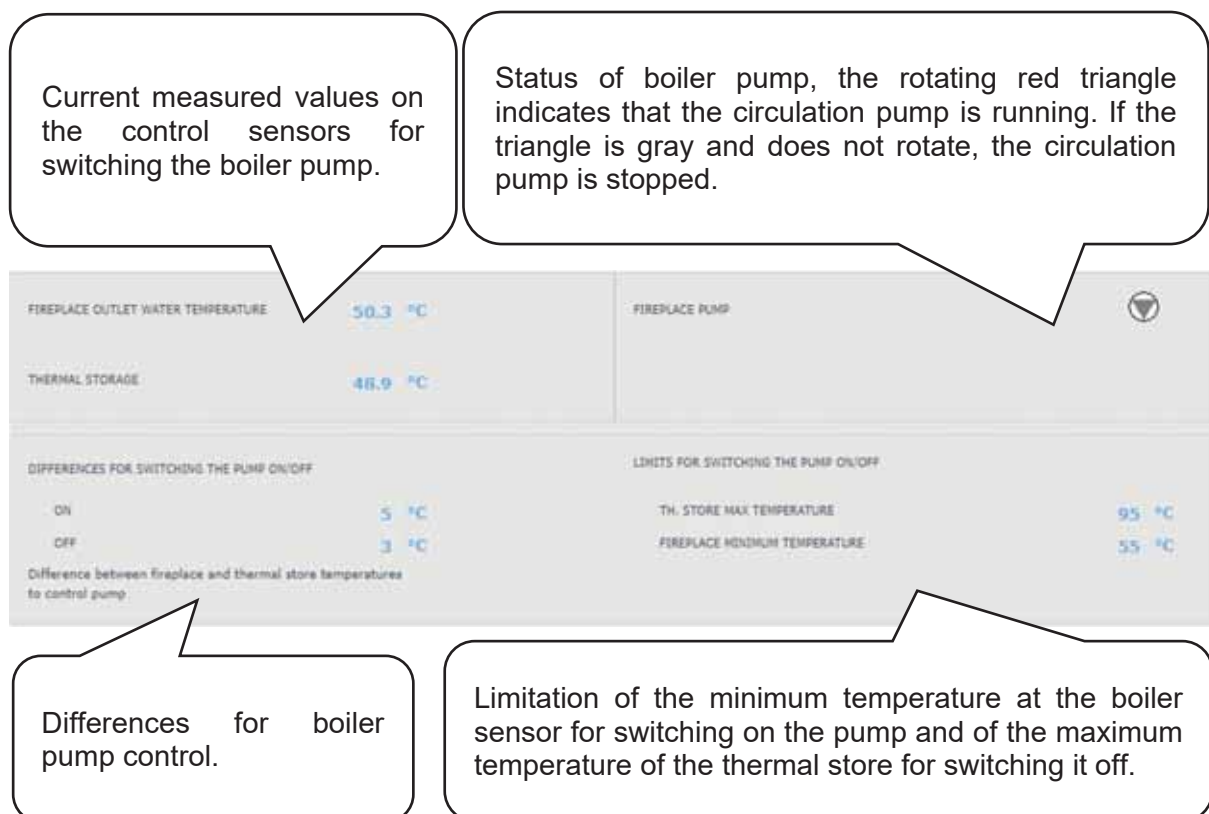 Current measured values on
the control sensors for
switching the boiler pump.
Status of boiler pump, the rotating red triangle
indicates that the circulation pump is running. If the
triangle is gray and does not rotate, the circulation
pump is stopped.
FIREPLACE OUTLET WATER TEMPERATURE 50.3 °C
FIREPLACE PUMP
THERMAL STORAGE 48.9 °C
DIFFERENCES FOR SWITCHING THE PUMP ON/OFF
ON 5 °C
OFF 3 °C
Difference between fireplace and thermal store temperatures
to control pump
LIMITS FOR SWITCHING THE PUMP ON/OFF
TH. STORE MAX TEMPERATURE 95 °C
FIREPLACE MINIMUM TEMPERATURE 55 °C
Differences for boiler
pump control.
Limitation of the minimum temperature at the boiler
sensor for switching on the pump and of the maximum
temperature of the thermal store for switching it off.